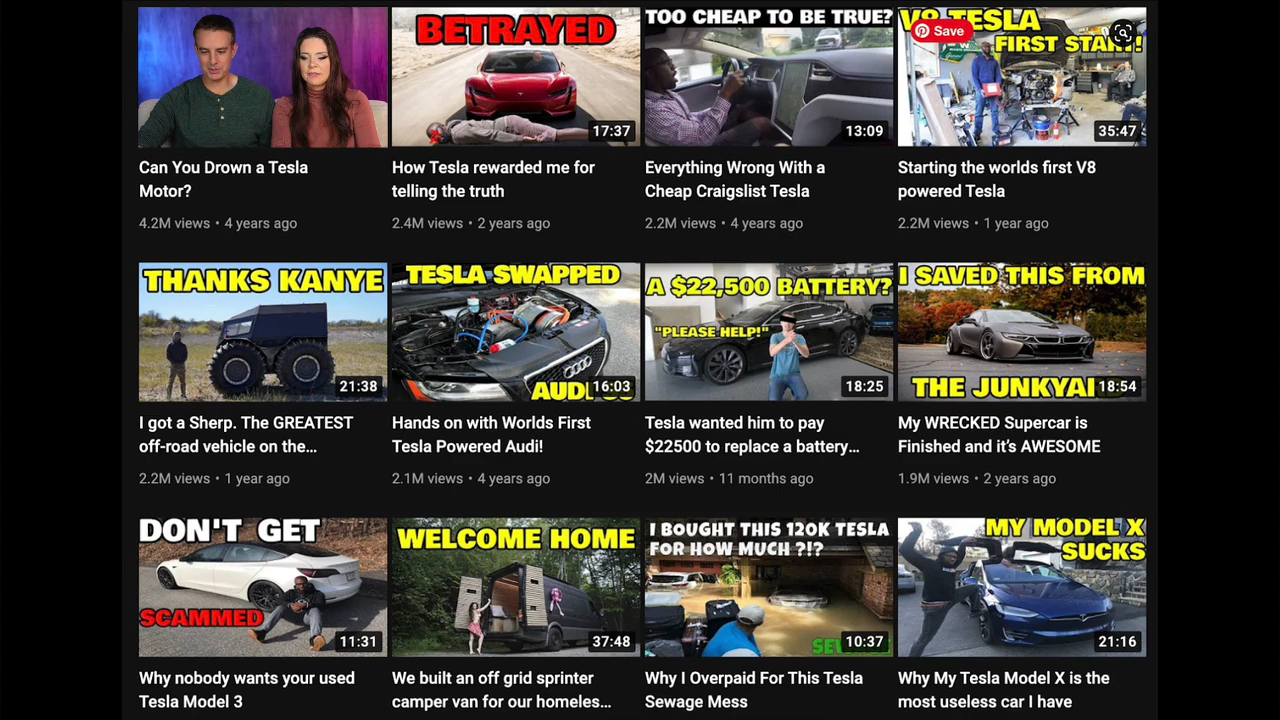 BETRAYED
17:37
TOO CHEAP TO BE TRUE?
13:09
V8 TESLA
Save
FIRST START!
35:47
Can You Drown a Tesla
Motor?
4.2M views • 4 years ago
How Tesla rewarded me for
telling the truth
2.4M views • 2 years ago
Everything Wrong With a
Cheap Craigslist Tesla
2.2M views • 4 years ago
Starting the worlds first V8
powered Tesla
2.2M views • 1 year ago
THANKS KANYE
21:38
TESLA SWAPPED
16:03
A $22,500 BATTERY?
"PLEASE HELP!"
18:25
I SAVED THIS FROM
THE
18:54
I got a Sherp. The GREATEST
off-road vehicle on the…
2.2M views • 1 year ago
Hands on with Worlds First
Tesla Powered Audi!
2.1M views • 4 years ago
Tesla wanted him to pay
$22500 to replace a battery…
2M views • 11 months ago
My WRECKED Supercar is
Finished and it’s AWESOME
1.9M views • 2 years ago
DON'T GET
SCAMMED
11:31
WELCOME HOME
37:48
I BOUGHT THIS 120K TESLA
FOR HOW MUCH ?!?
10:37
MY MODEL X
SUCKS
21:16
Why nobody wants your used
Tesla Model 3
We built an off grid sprinter
camper van for our homeles…
Why I Overpaid For This Tesla
Sewage Mess
Why My Tesla Model X is the
most useless car I have